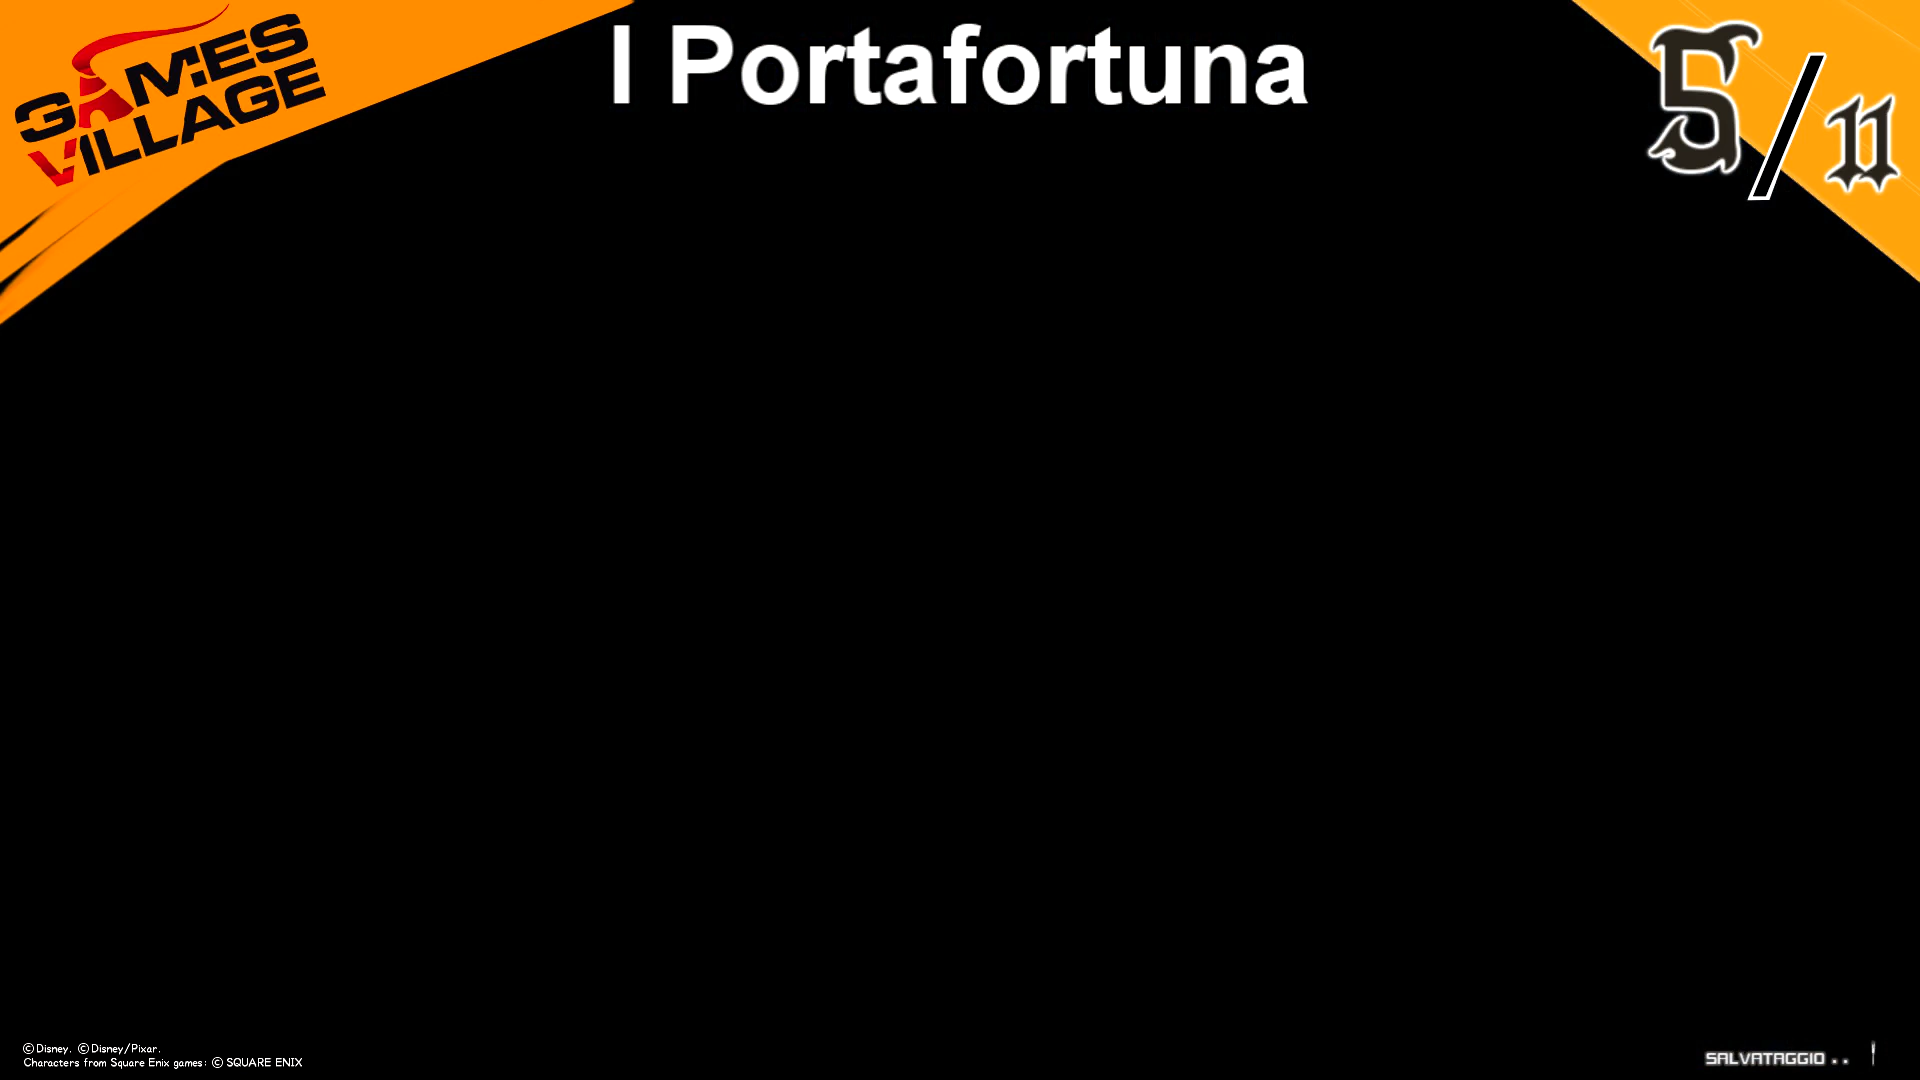 GAMES
VILLAGE
I Portafortuna
5/11
©Disney. ©Disney/Pixar.
Characters from Square Enix games: © SQUARE ENIX
SALVATAGGIO . .